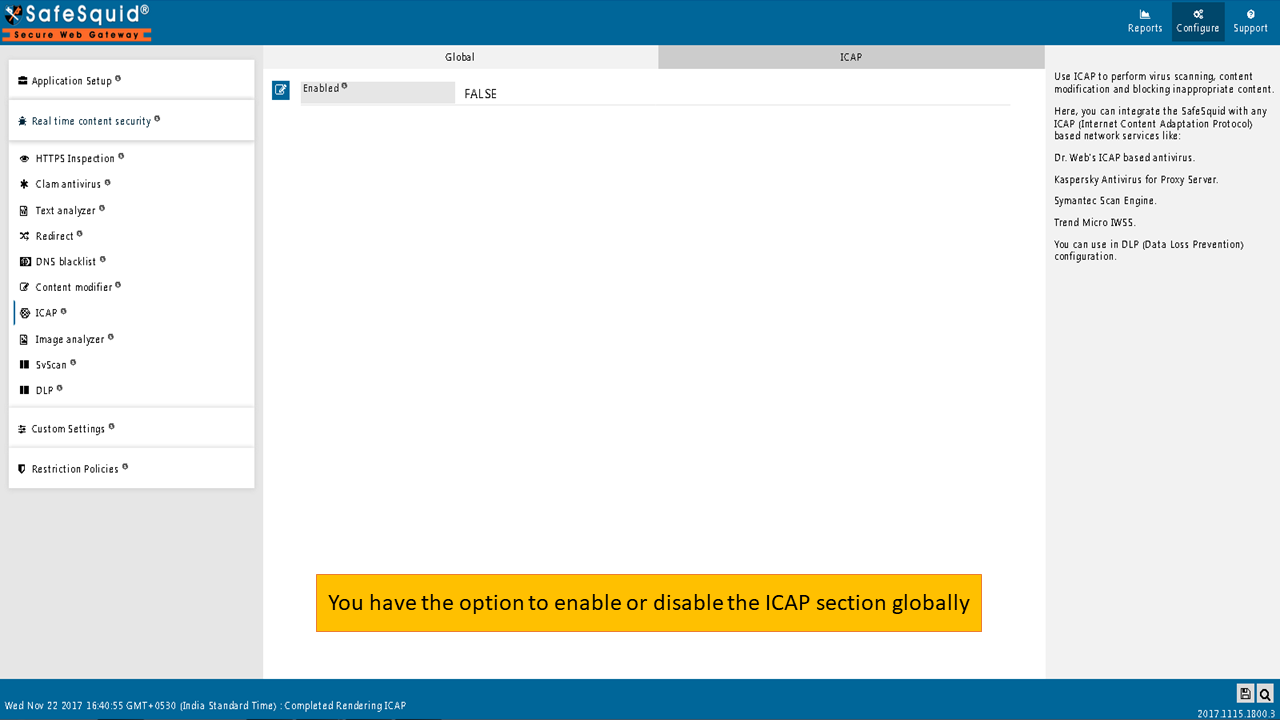 SafeSquid®
Secure Web Gateway
Reports
Configure
Support
Application Setup
Real time content security
HTTPS Inspection
Clam antivirus
Text analyzer
Redirect
DNS blacklist
Content modifier
ICAP
Image analyzer
SvScan
DLP
Custom Settings
Restriction Policies
Global
ICAP
Enabled
FALSE
You have the option to enable or disable the ICAP section globally
Use ICAP to perform virus scanning, content
modification and blocking inappropriate content.
Here, you can integrate the SafeSquid with any
ICAP (Internet Content Adaptation Protocol)
based network services like:
Dr. Web's ICAP based antivirus.
Kaspersky Antivirus for Proxy Server.
Symantec Scan Engine.
Trend Micro IWSS.
You can use in DLP (Data Loss Prevention)
configuration.
Wed Nov 22 2017 16:40:55 GMT+0530 (India Standard Time) : Completed Rendering ICAP
2017.1115.1800.3